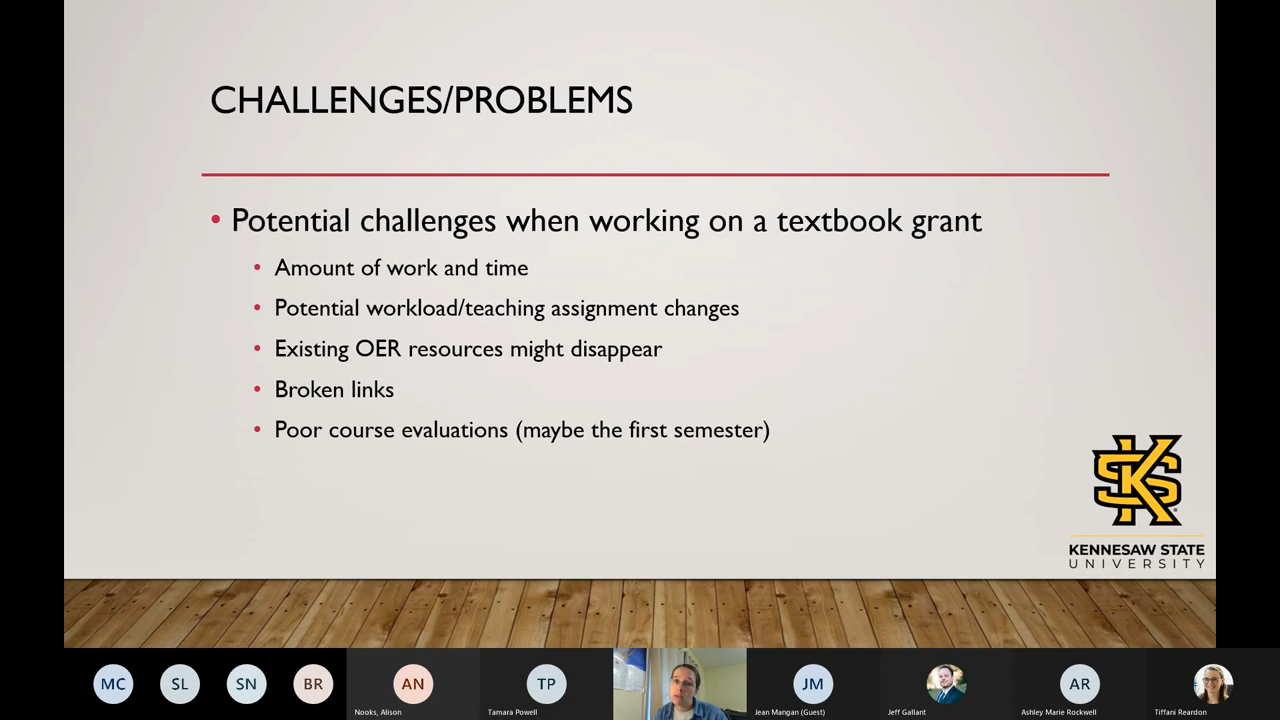 CHALLENGES/PROBLEMS
• Potential challenges when working on a textbook grant
• Amount of work and time
• Potential workload/teaching assignment changes
• Existing OER resources might disappear
• Broken links
• Poor course evaluations (maybe the first semester)
KS
KENNESAW STATE
UNIVERSITY
MC
SL
SN
BR
AN
Nooks, Alison
TP
Tamara Powell
JM
Jean Mangan (Guest)
Jeff Gallant
AR
Ashley Marie Rockwell
Tiffani Reardon